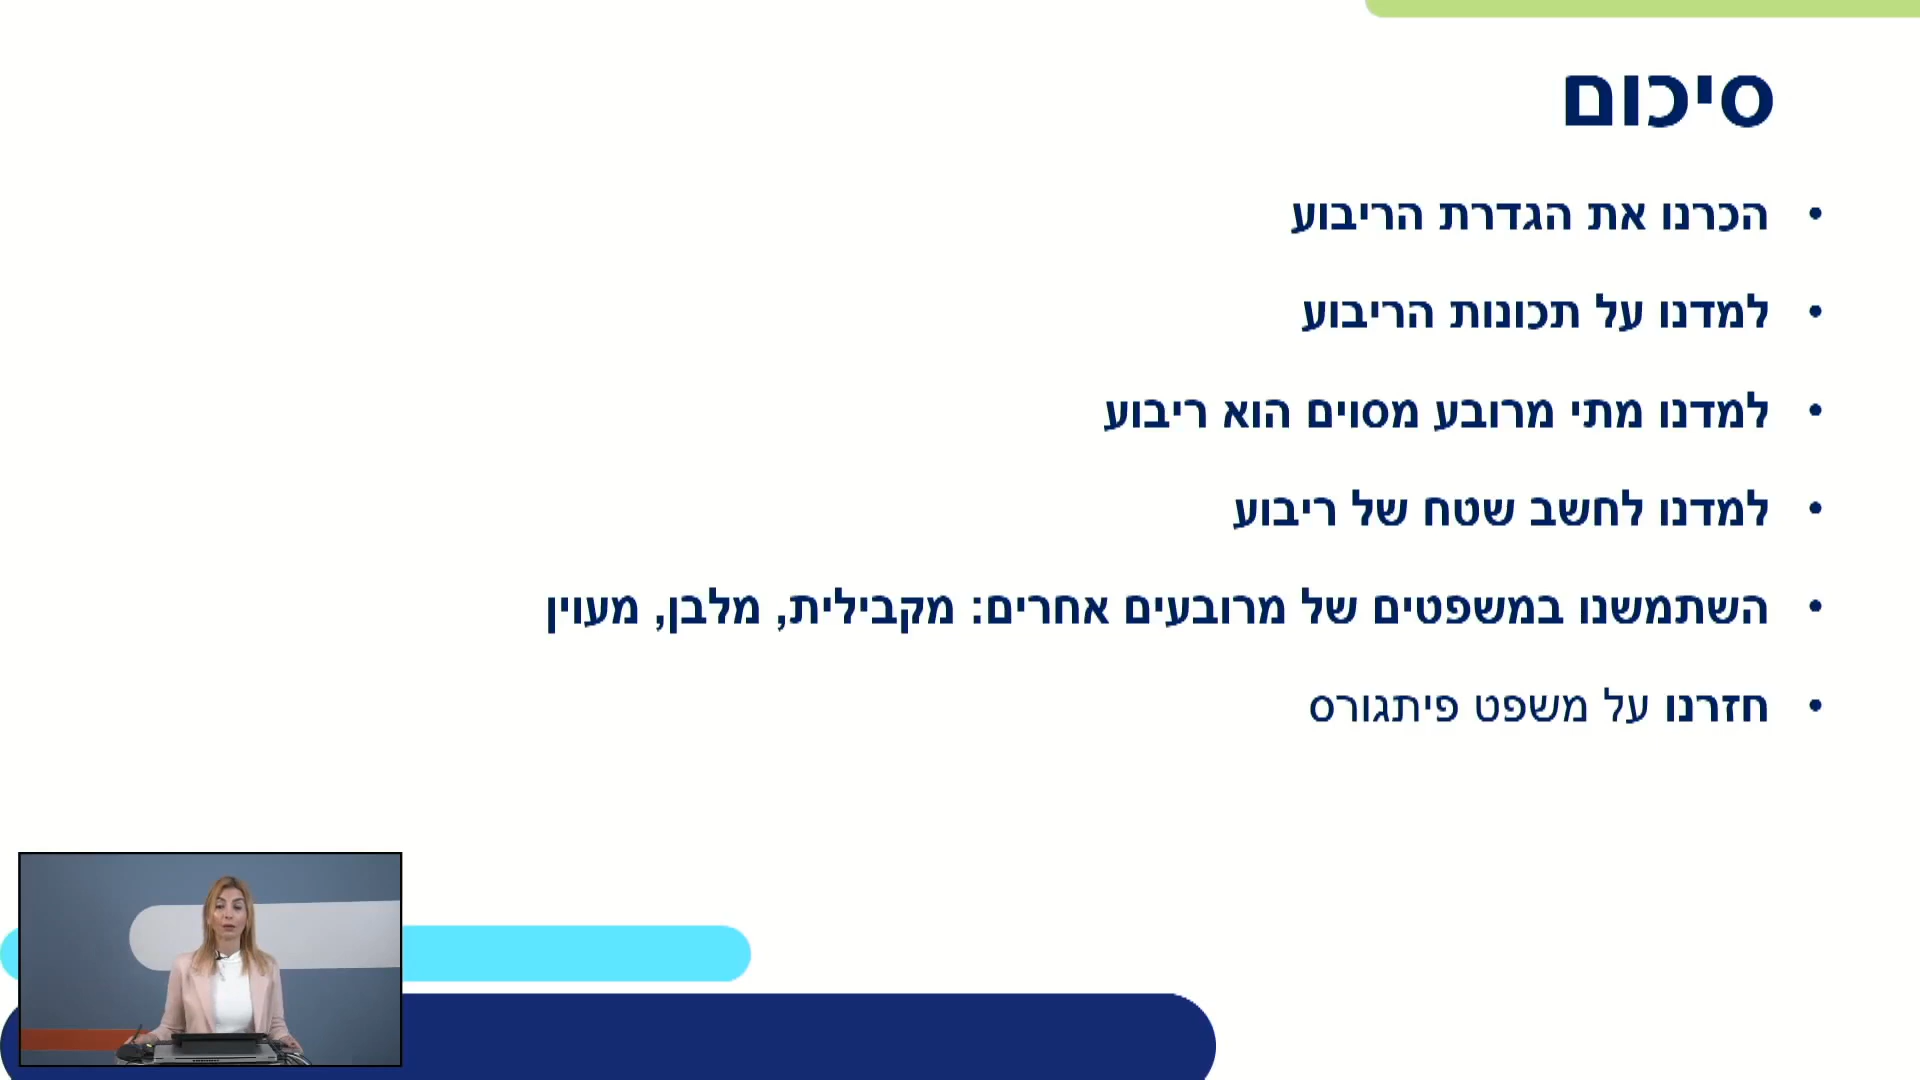 סיכום
• הכרנו את הגדרת הריבוע
• למדנו על תכונות הריבוע
• למדנו מתי מרובע מסוים הוא ריבוע
• למדנו לחשב שטח של ריבוע
• השתמשנו במשפטים של מרובעים אחרים: מקבילית, מלבן, מעוין
• חזרנו על משפט פיתגורס